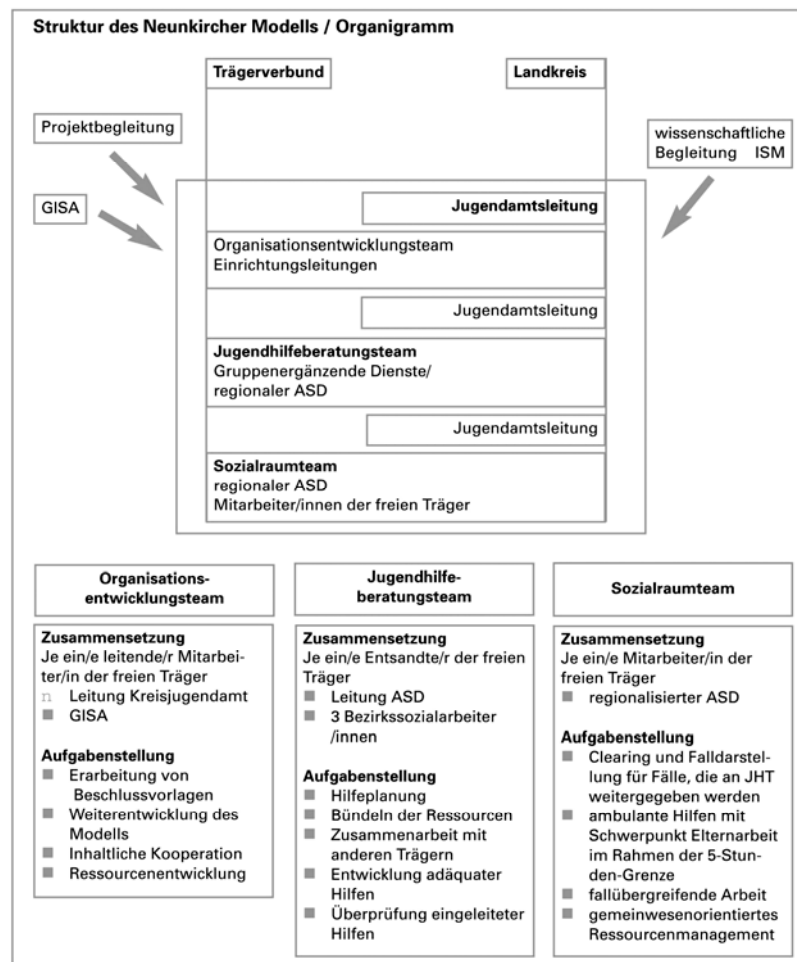 Struktur des Neunkircher Modells / Organigramm
Trägerverbund
Landkreis
Projektbegleitung
wissenschaftliche
Begleitung ISM
GISA
Jugendamtsleitung
Organisationsentwicklungsteam
Einrichtungsleitungen
Jugendamtsleitung
Jugendhilfeberatungsteam
Gruppenergänzende Dienste/
regionaler ASD
Jugendamtsleitung
Sozialraumteam
regionaler ASD
Mitarbeiter/innen der freien Träger
Organisations-
entwicklungsteam
Zusammensetzung
Je ein/e leitende/r Mitarbei-
ter/in der freien Träger
n Leitung Kreisjugendamt
■ GISA
Aufgabenstellung
■ Erarbeitung von
Beschlussvorlagen
■ Weiterentwicklung des
Modells
■ Inhaltliche Kooperation
■ Ressourcenentwicklung
Jugendhilfe-
beratungsteam
Zusammensetzung
Je ein/e Entsandte/r der freien
Träger
■ Leitung ASD
■ 3 Bezirkssozialarbeiter
/innen
Aufgabenstellung
■ Hilfeplanung
■ Bündeln der Ressourcen
■ Zusammenarbeit mit
anderen Trägern
■ Entwicklung adäquater
Hilfen
■ Überprüfung eingeleiteter
Hilfen
Sozialraumteam
Zusammensetzung
Je ein/e Mitarbeiter/in der
freien Träger
■ regionalisierter ASD
Aufgabenstellung
■ Clearing und Falldarstel-
lung für Fälle, die an JHT
weitergegeben werden
■ ambulante Hilfen mit
Schwerpunkt Elternarbeit
im Rahmen der 5-Stun-
den-Grenze
■ fallübergreifende Arbeit
■ gemeinwesenorientiertes
Ressourcenmanagement